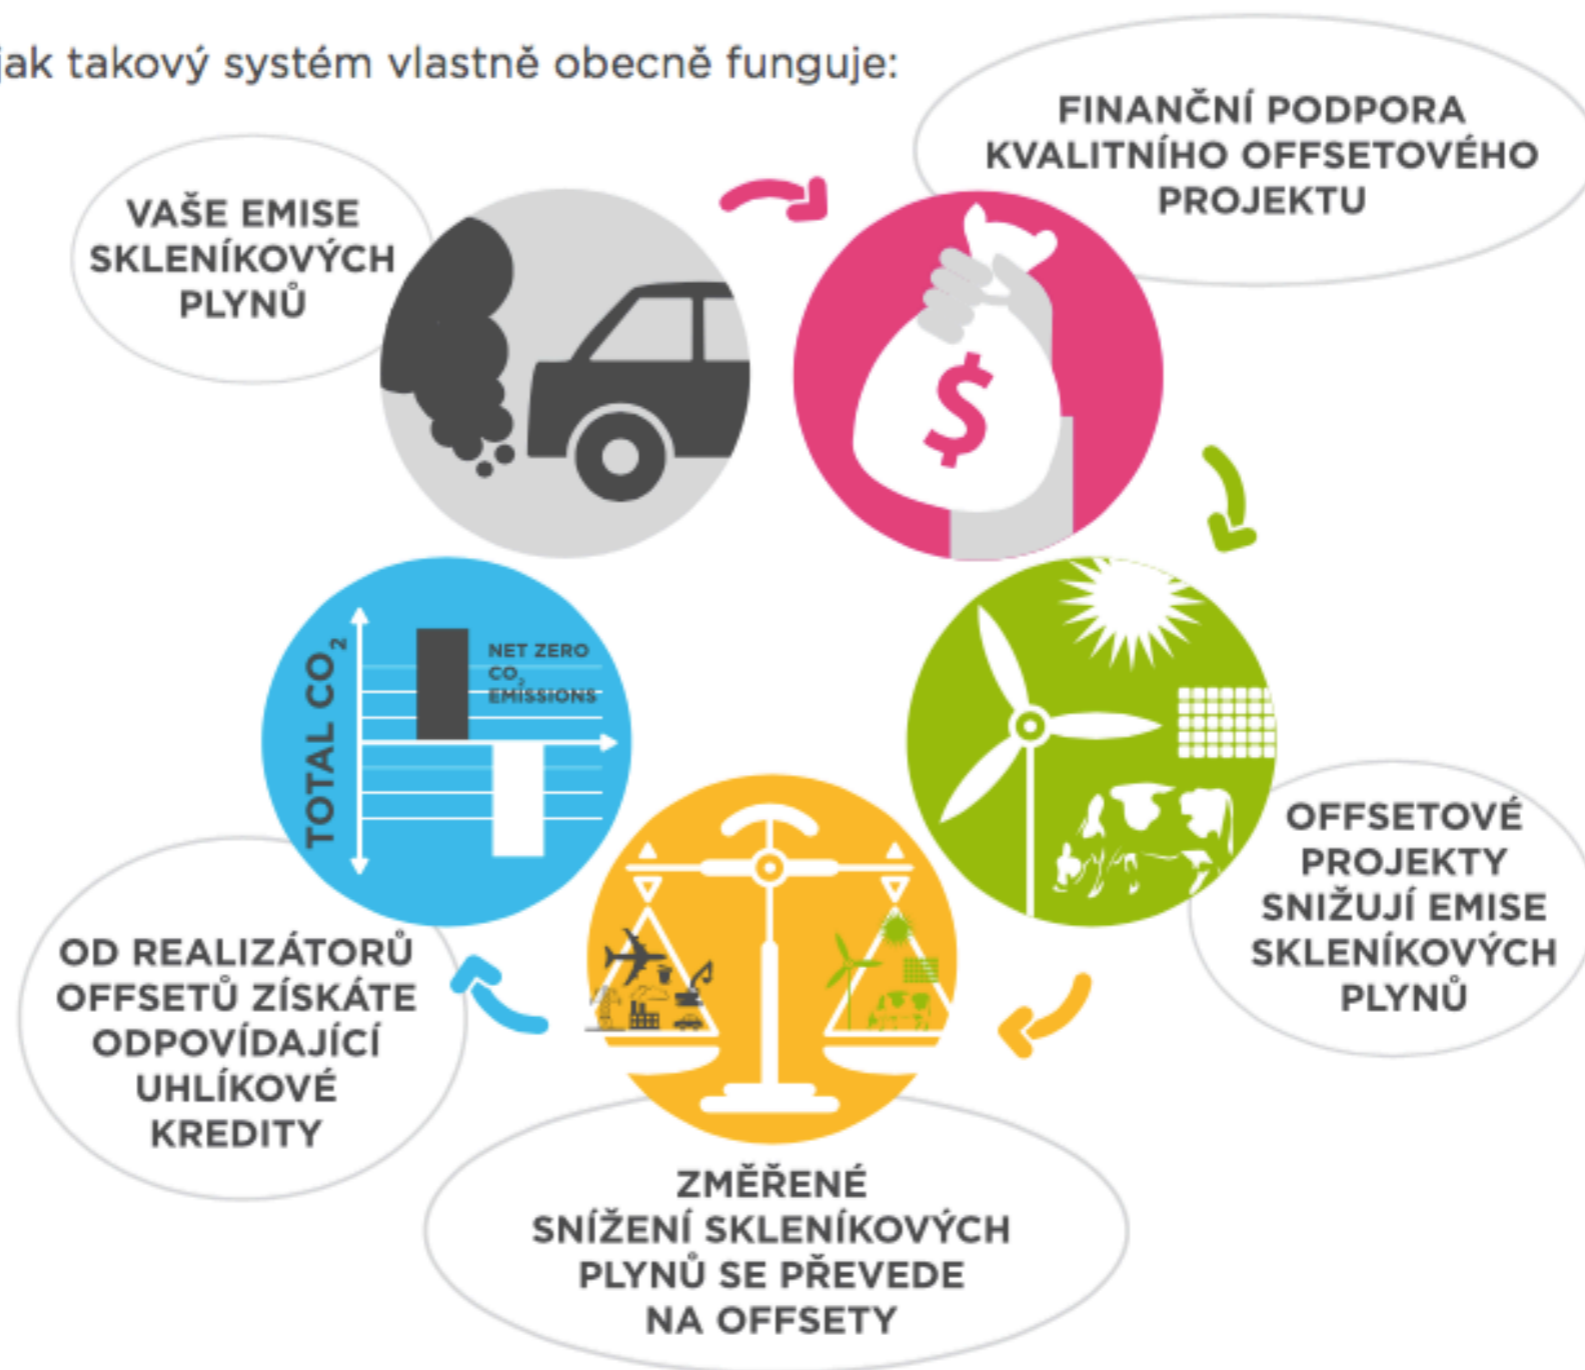 jak takový systém vlastně obecně funguje:
VAŠE EMISE
SKLENÍKOVÝCH
PLYNŮ
FINANČNÍ PODPORA
KVALITNÍHO OFFSETOVÉHO
PROJEKTU
$
OFFSETOVÉ
PROJEKTY
SNIŽUJÍ EMISE
SKLENÍKOVÝCH
PLYNŮ
ZMĚŘENÉ
SNÍŽENÍ SKLENÍKOVÝCH
PLYNŮ SE PŘEVEDE
NA OFFSETY
TOTAL CO₂
NET ZERO
CO₂
EMISSIONS
OD REALIZÁTORŮ
OFFSETŮ ZÍSKÁTE
ODPOVÍDAJÍCÍ
UHLÍKOVÉ
KREDITY